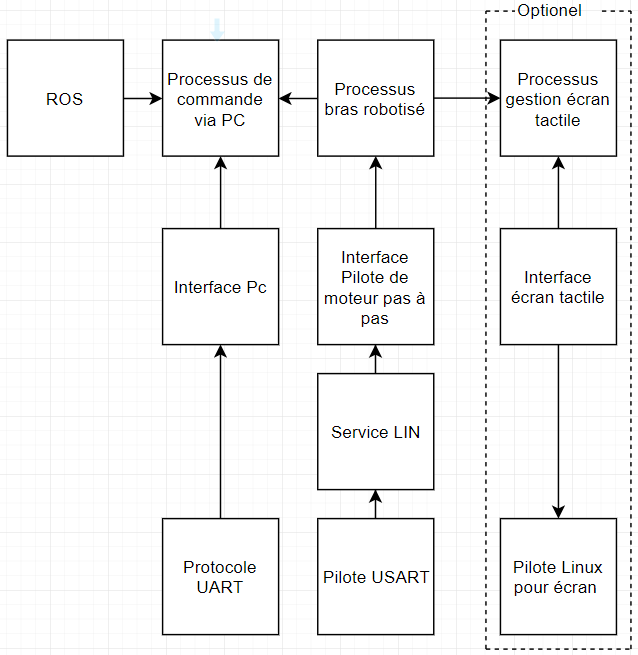 Optionel
ROS
Processus de
commande
via PC
Processus
bras robotisé
Processus
gestion écran
tactile
Interface Pc
Interface
Pilote de
moteur pas à
pas
Interface
écran tactile
Service LIN
Protocole
UART
Pilote USART
Pilote Linux
pour écran